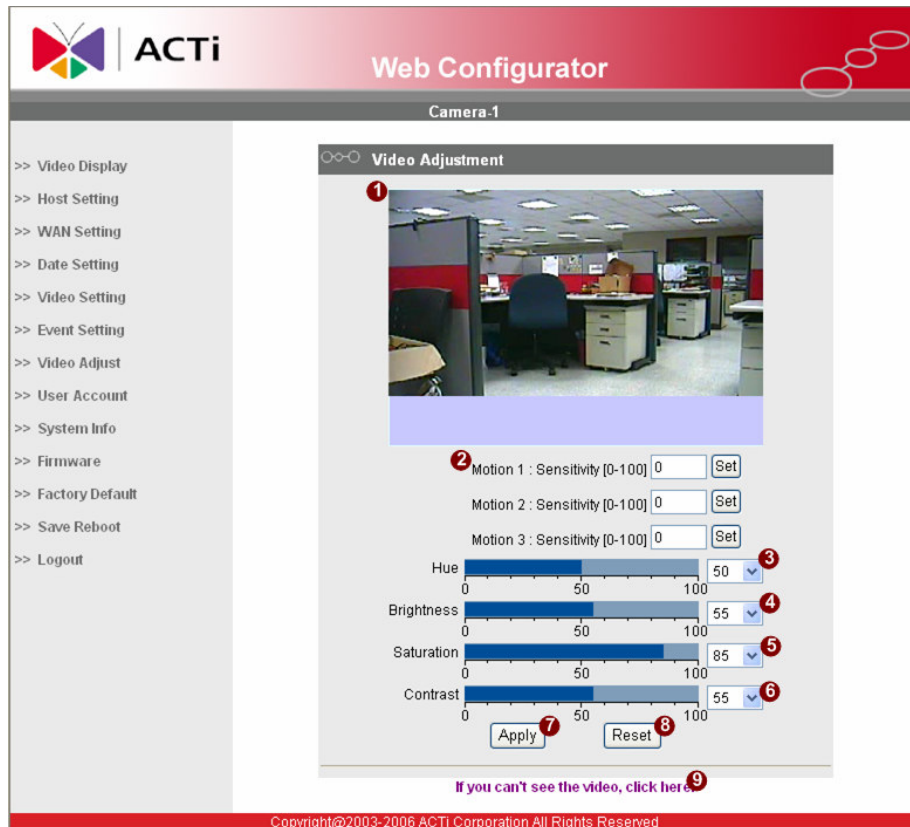 ACTi
Web Configurator
Camera-1
>> Video Display
>> Host Setting
>> WAN Setting
>> Date Setting
>> Video Setting
>> Event Setting
>> Video Adjust
>> User Account
>> System Info
>> Firmware
>> Factory Default
>> Save Reboot
>> Logout
Video Adjustment
1
2 Motion 1 : Sensitivity [0-100] 0 Set
Motion 2 : Sensitivity [0-100] 0 Set
Motion 3 : Sensitivity [0-100] 0 Set
Hue 50 3
0 50 100
Brightness 55 4
0 50 100
Saturation 85 5
0 50 100
Contrast 55 6
0 50 100
Apply 7 Reset 8
If you can't see the video, click here. 9
Copyright@2003-2006 ACTi Corporation All Rights Reserved